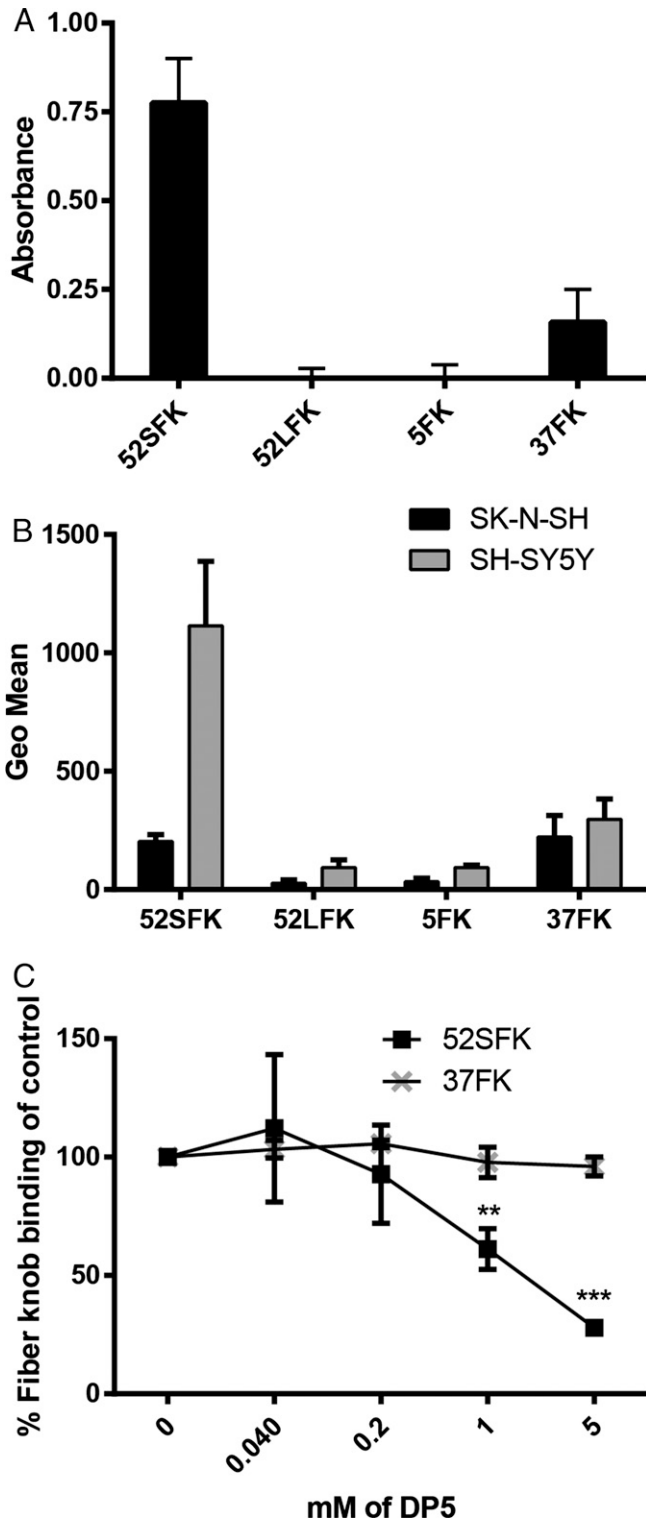 A
Absorbance
1.00
0.75
0.50
0.25
0.00
52SFK
52LFK
5FK
37FK
B
SK-N-SH
SH-SY5Y
Geo Mean
1500
1000
500
0
52SFK
52LFK
5FK
37FK
C
% Fiber knob binding of control
150
100
50
0
52SFK
37FK
**
***
0
0.040
0.2
1
5
mM of DP5